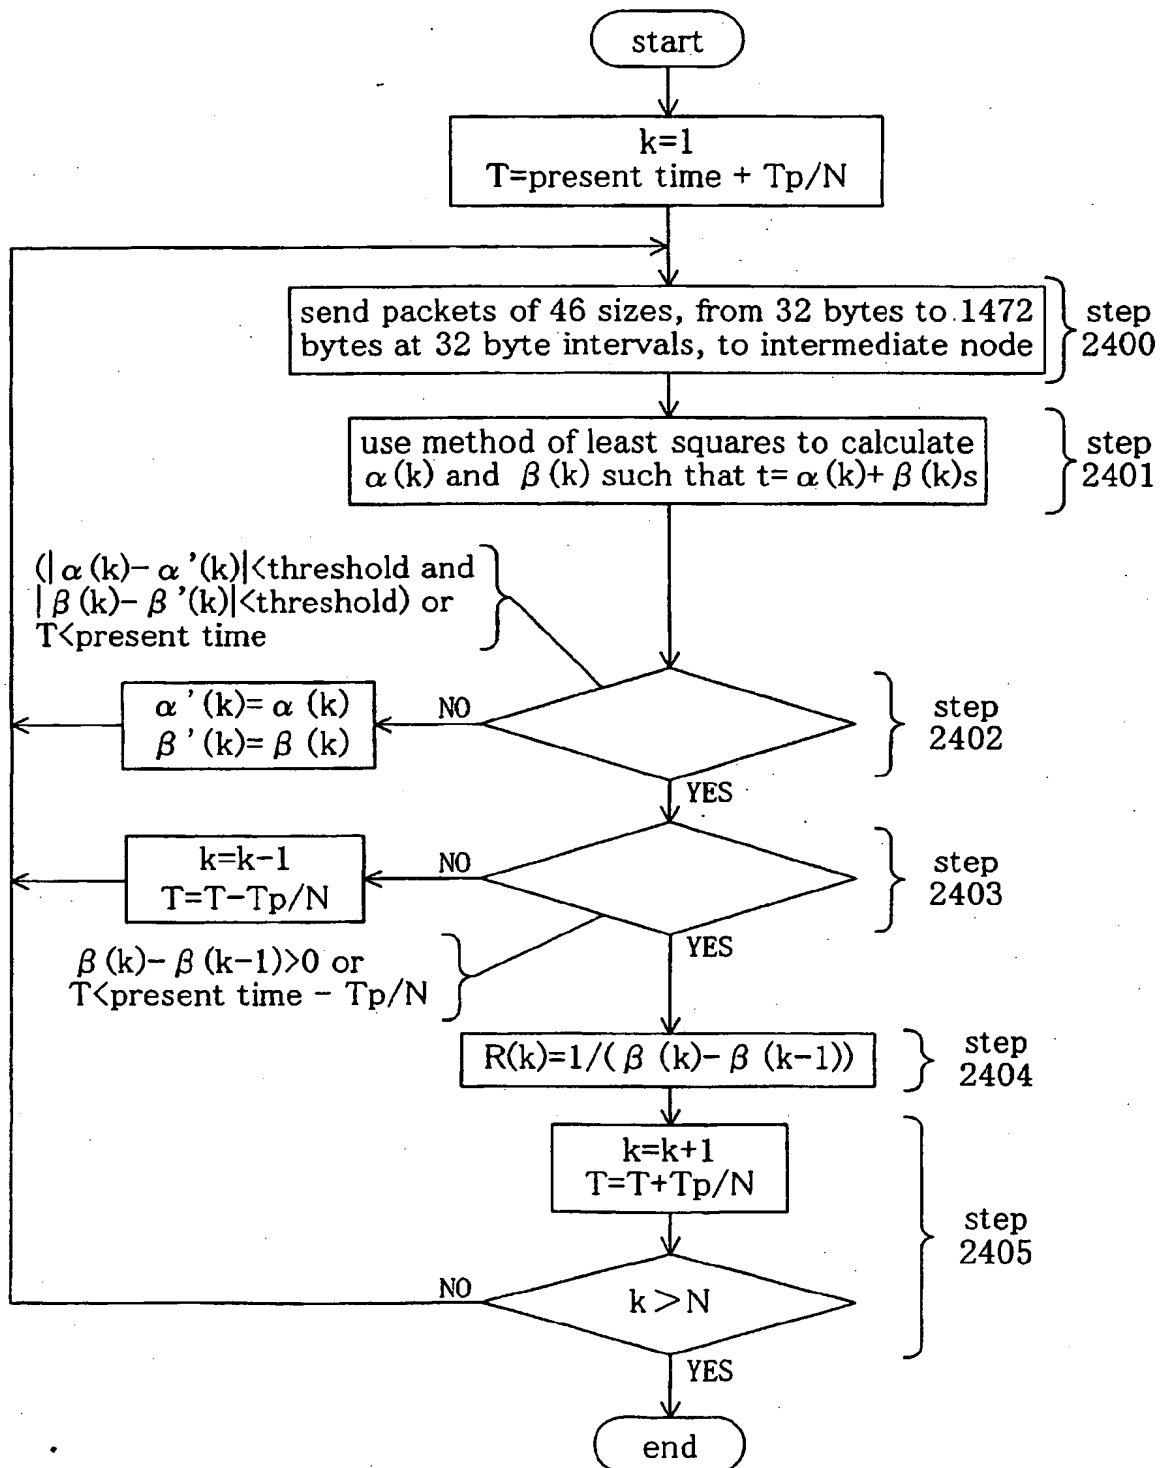 start
k=1
T=present time + Tp/N
send packets of 46 sizes, from 32 bytes to 1472
bytes at 32 byte intervals, to intermediate node
step
2400
use method of least squares to calculate
α(k) and β(k) such that t=α(k)+β(k)s
step
2401
(|α(k)-α'(k)|<threshold and
|β(k)-β'(k)|<threshold) or
T<present time
α'(k)=α(k)
β'(k)=β(k)
NO
step
2402
YES
k=k-1
T=T-Tp/N
NO
step
2403
YES
β(k)-β(k-1)>0 or
T<present time - Tp/N
R(k)=1/(β(k)-β(k-1))
step
2404
k=k+1
T=T+Tp/N
step
2405
NO
k>N
YES
end